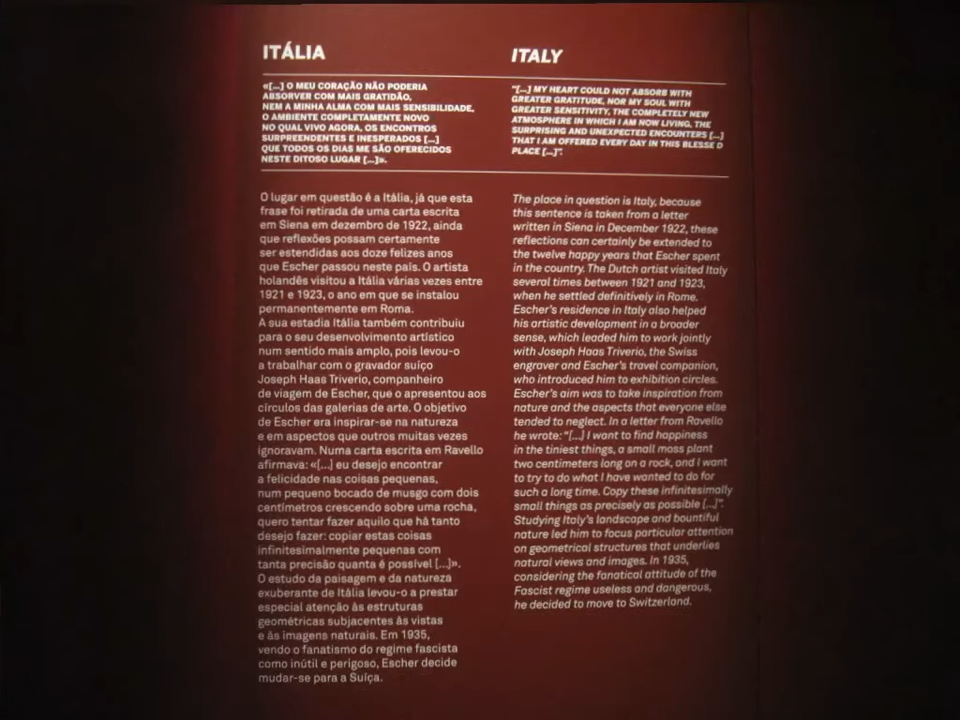 ITÁLIA
«[...] O MEU CORAÇÃO NÃO PODERIA
ABSORVER COM MAIS GRATIDÃO,
NEM A MINHA ALMA COM MAIS SENSIBILIDADE,
O AMBIENTE COMPLETAMENTE NOVO
NO QUAL VIVO AGORA, OS ENCONTROS
SURPREENDENTES E INESPERADOS [...]
QUE TODOS OS DIAS ME SÃO OFERECIDOS
NESTE DITOSO LUGAR [...]».
O lugar em questão é a Itália, já que esta
frase foi retirada de uma carta escrita
em Siena em dezembro de 1922, ainda
que reflexões possam certamente
ser estendidas aos doze felizes anos
que Escher passou neste país. O artista
holandês visitou a Itália várias vezes entre
1921 e 1923, o ano em que se instalou
permanentemente em Roma.
A sua estadia Itália também contribuiu
para o seu desenvolvimento artístico
num sentido mais amplo, pois levou-o
a trabalhar com o gravador suíço
Joseph Haas Triverio, companheiro
de viagem de Escher, que o apresentou aos
círculos das galerias de arte. O objetivo
de Escher era inspirar-se na natureza
e em aspectos que outros muitas vezes
ignoravam. Numa carta escrita em Ravello
afirmava: «[...] eu desejo encontrar
a felicidade nas coisas pequenas,
num pequeno bocado de musgo com dois
centímetros crescendo sobre uma rocha,
quero tentar fazer aquilo que há tanto
desejo fazer: copiar estas coisas
infinitesimalmente pequenas com
tanta precisão quanta é possível [...]».
O estudo da paisagem e da natureza
exuberante de Itália levou-o a prestar
especial atenção às estruturas
geométricas subjacentes às vistas
e às imagens naturais. Em 1935,
vendo o fanatismo do regime fascista
como inútil e perigoso, Escher decide
mudar-se para a Suíça.
ITALY
"[...] MY HEART COULD NOT ABSORB WITH
GREATER GRATITUDE, NOR MY SOUL WITH
GREATER SENSITIVITY, THE COMPLETELY NEW
ATMOSPHERE IN WHICH I AM NOW LIVING, THE
SURPRISING AND UNEXPECTED ENCOUNTERS [...]
THAT I AM OFFERED EVERY DAY IN THIS BLESSE D
PLACE [...]".
The place in question is Italy, because
this sentence is taken from a letter
written in Siena in December 1922, these
reflections can certainly be extended to
the twelve happy years that Escher spent
in the country. The Dutch artist visited Italy
several times between 1921 and 1923,
when he settled definitively in Rome.
Escher's residence in Italy also helped
his artistic development in a broader
sense, which leaded him to work jointly
with Joseph Haas Triverio, the Swiss
engraver and Escher's travel companion,
who introduced him to exhibition circles.
Escher's aim was to take inspiration from
nature and the aspects that everyone else
tended to neglect. In a letter from Ravello
he wrote: "[...] I want to find happiness
in the tiniest things, a small moss plant
two centimeters long on a rock, and I want
to try to do what I have wanted to do for
such a long time. Copy these infinitesimally
small things as precisely as possible [...]".
Studying Italy's landscape and bountiful
nature led him to focus particular attention
on geometrical structures that underlies
natural views and images. In 1935,
considering the fanatical attitude of the
Fascist regime useless and dangerous,
he decided to move to Switzerland.